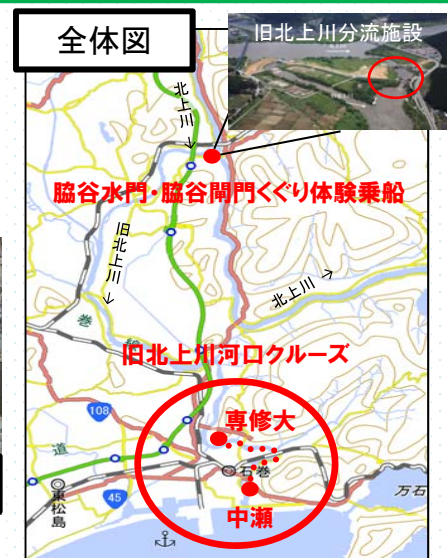 全体図
旧北上川分流施設
北上川→
脇谷水門・脇谷閘門くぐり体験乗船
旧北上川→
北上川→
旧北上川河口クルーズ
108
専修大
道
石巻
中瀬
東松島
45
万石